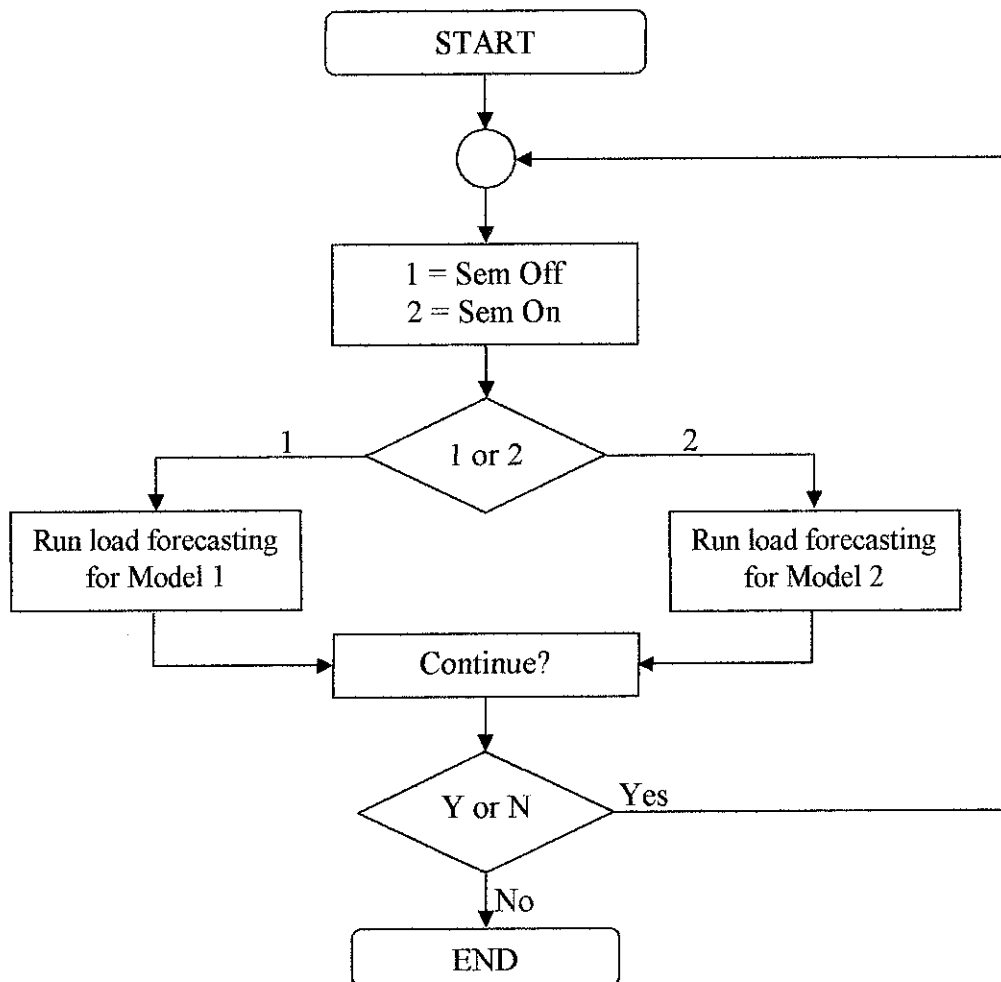 START
1 = Sem Off
2 = Sem On
1 or 2
1
2
Run load forecasting
for Model 1
Run load forecasting
for Model 2
Continue?
Y or N
Yes
No
END